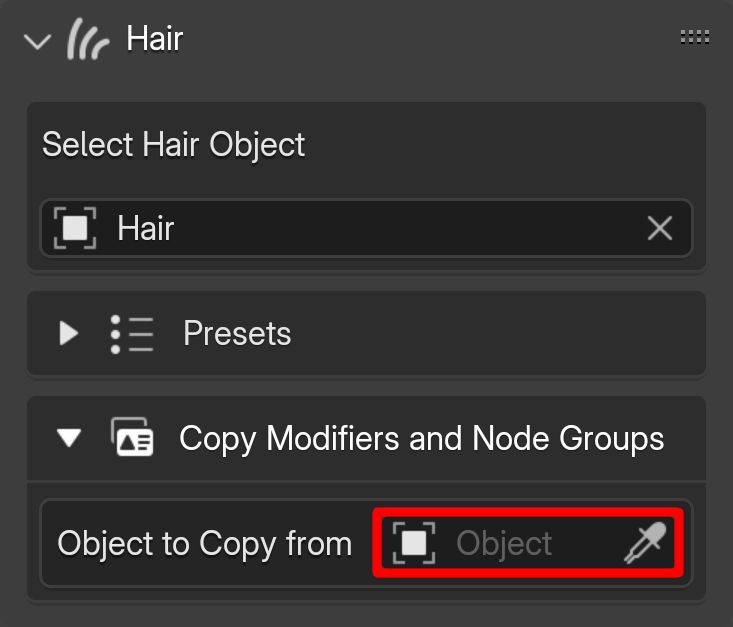 Hair
Select Hair Object
Hair
Presets
Copy Modifiers and Node Groups
Object to Copy from Object